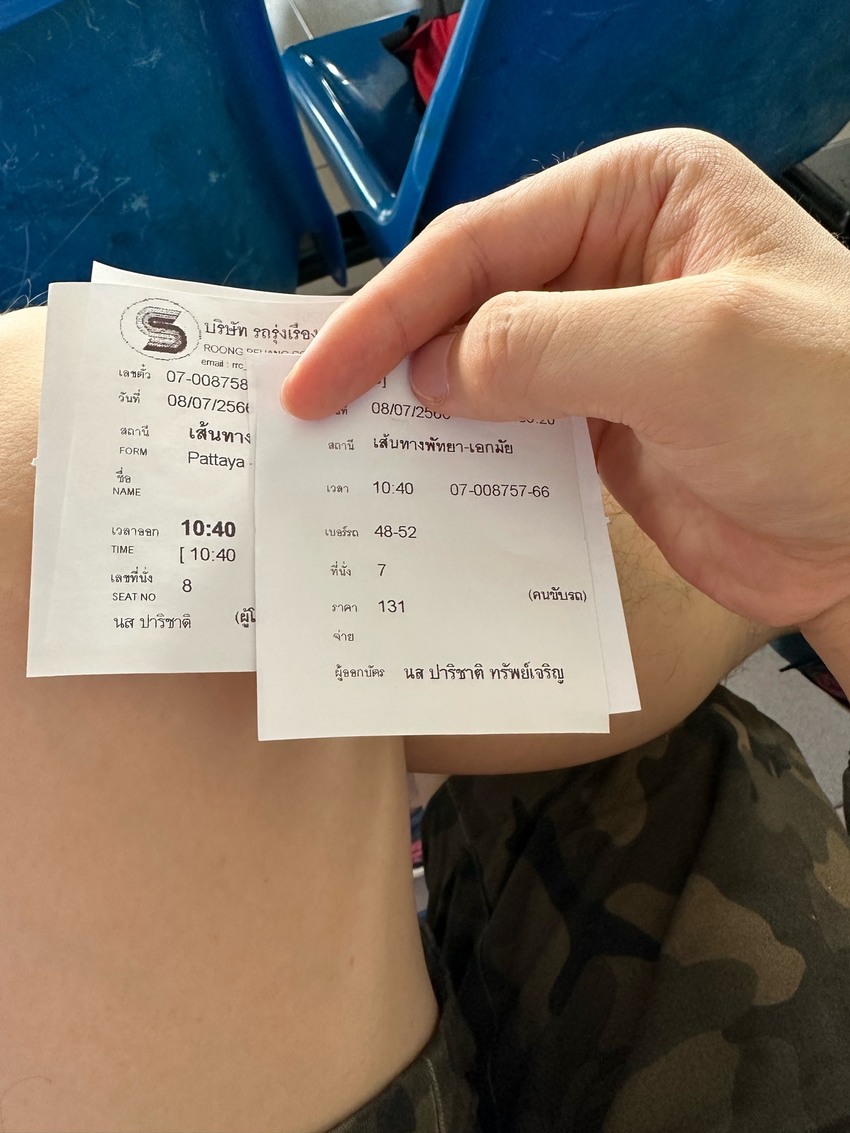 บริษัท รถรุ่งเรือง
ROONG
email : rrc_
เลขตั๋ว 07-008758
วันที่ 08/07/256
สถานี เส้นทาง
FORM Pattaya -
ชื่อ
NAME
เวลาออก 10:40
TIME [ 10:40
เลขที่นั่ง 8
SEAT NO
นส ปาริชาติ (ผู้โ
08/07/2566
สถานี เส้นทางพัทยา-เอกมัย
เวลา 10:40 07-008757-66
เบอร์รถ 48-52
ที่นั่ง 7
ราคา 131 (คนขับรถ)
จ่าย
ผู้ออกบัตร นส ปาริชาติ ทรัพย์เจริญ